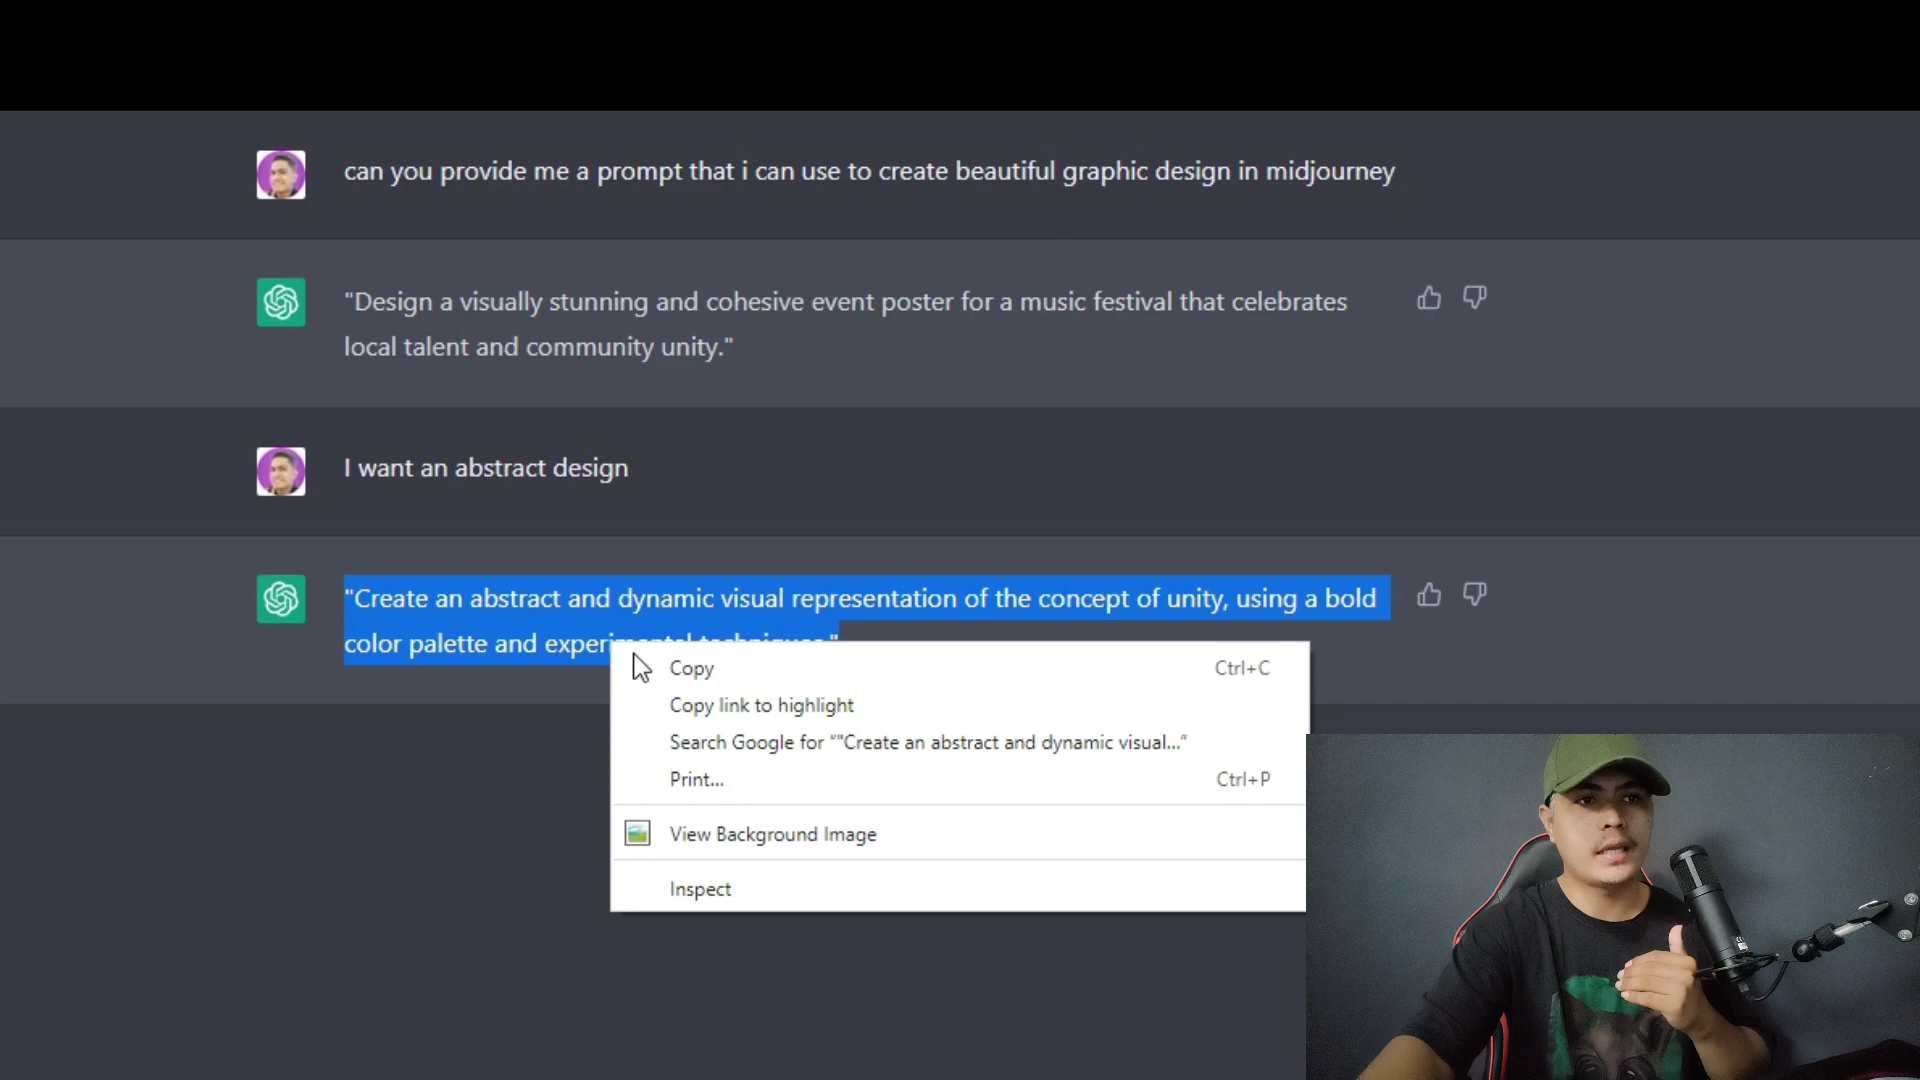 can you provide me a prompt that i can use to create beautiful graphic design in midjourney
"Design a visually stunning and cohesive event poster for a music festival that celebrates
local talent and community unity."
I want an abstract design
"Create an abstract and dynamic visual representation of the concept of unity, using a bold
color palette and experimental techniques."
Copy Ctrl+C
Copy link to highlight
Search Google for “"Create an abstract and dynamic visual...”
Print... Ctrl+P
View Background Image
Inspect